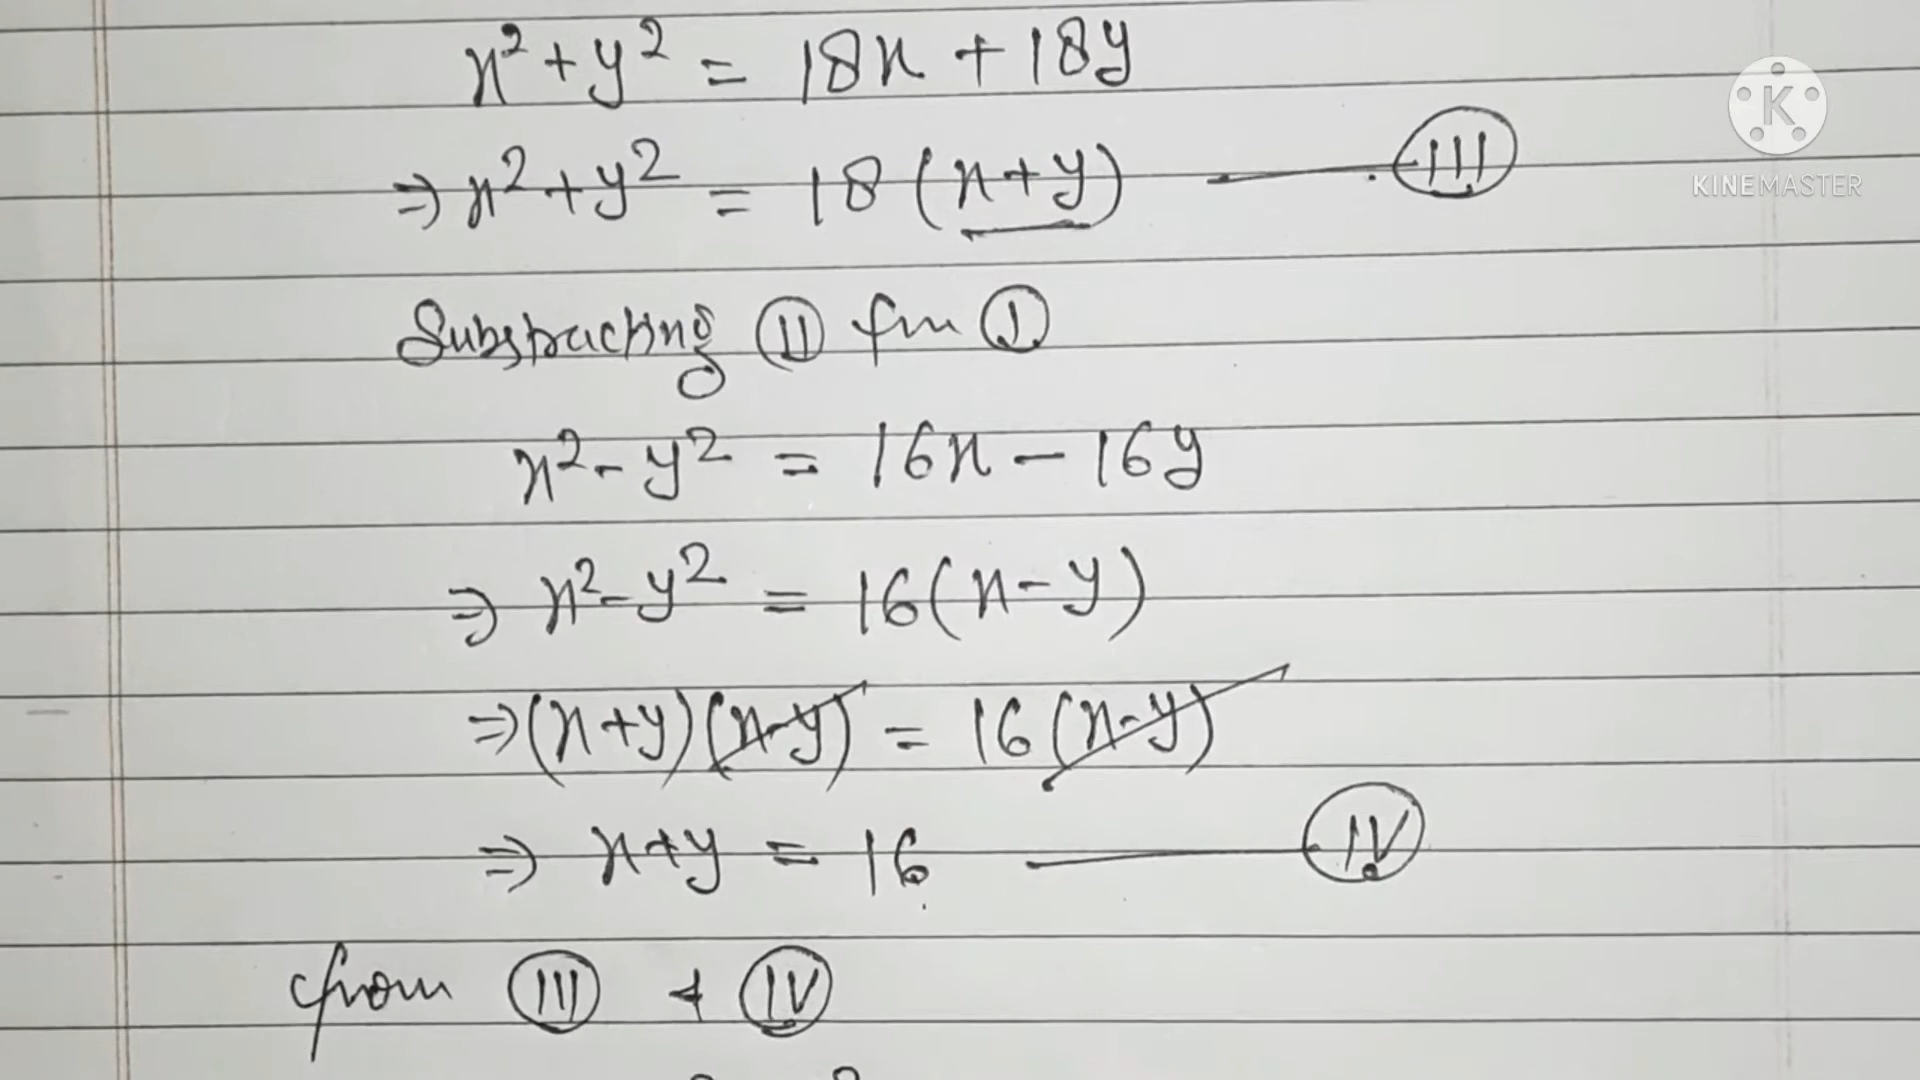 x² + y² = 18x + 18y
⇒ x² + y² = 18 (x+y) — III
K
KINEMASTER
Substracting II from I
x² - y² = 16x - 16y
⇒ x² - y² = 16(x - y)
⇒ (x+y)(x-y) = 16(x-y)
⇒ x+y = 16 — IV
from III & IV